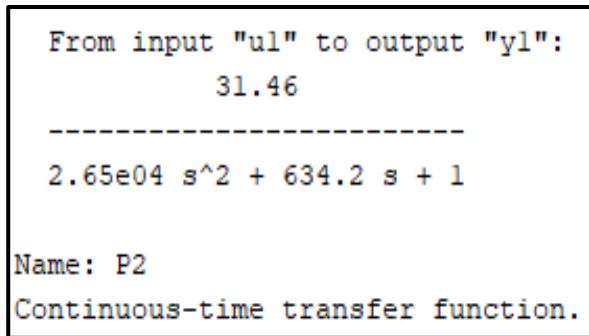 From input "u1" to output "y1":
31.46
-------------------------
2.65e04 s^2 + 634.2 s + 1
Name: P2
Continuous-time transfer function.